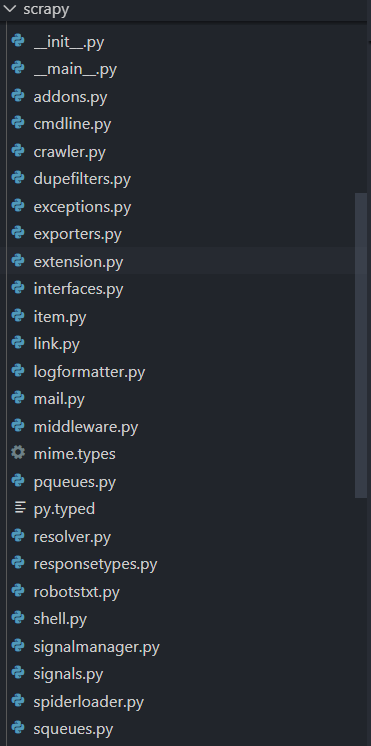 scrapy
__init__.py
__main__.py
addons.py
cmdline.py
crawler.py
dupefilters.py
exceptions.py
exporters.py
extension.py
interfaces.py
item.py
link.py
logformatter.py
mail.py
middleware.py
mime.types
pqueues.py
py.typed
resolver.py
responsetypes.py
robotstxt.py
shell.py
signalmanager.py
signals.py
spiderloader.py
squeues.py